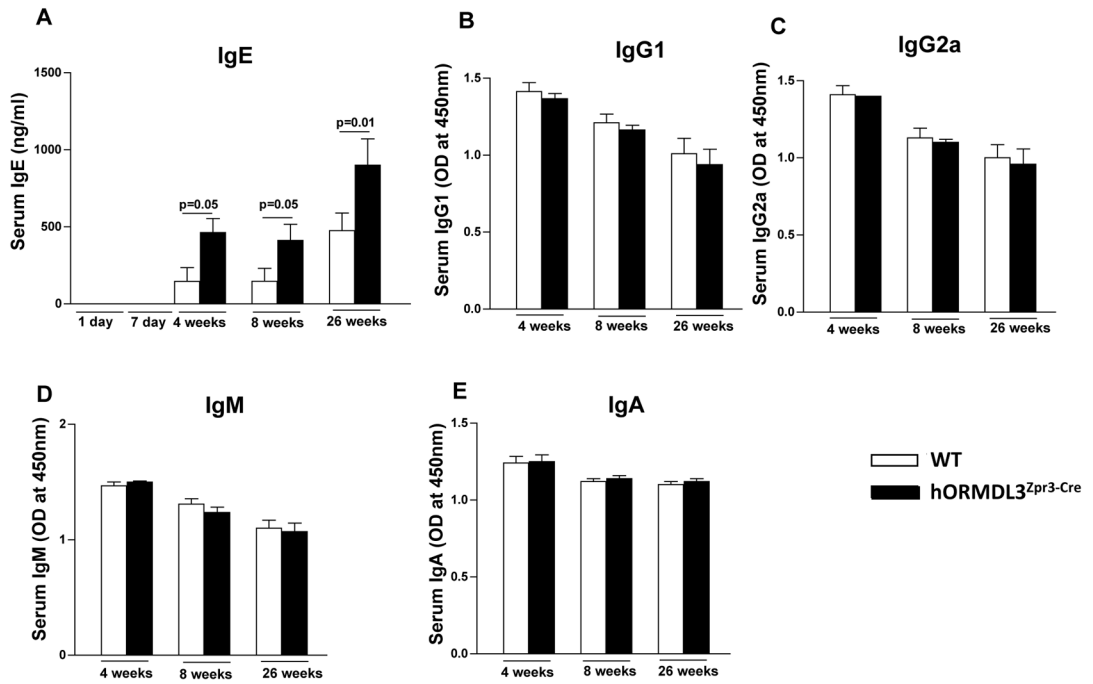 A
IgE
Serum IgE (ng/ml)
1500
1000
500
0
p=0.05
p=0.05
p=0.01
1 day
7 day
4 weeks
8 weeks
26 weeks
B
IgG1
Serum IgG1 (OD at 450nm)
1.5
1.0
0.5
0.0
4 weeks
8 weeks
26 weeks
C
IgG2a
Serum IgG2a (OD at 450nm)
1.5
1.0
0.5
0.0
4 weeks
8 weeks
26 weeks
D
IgM
Serum IgM (OD at 450nm)
2
1
0
4 weeks
8 weeks
26 weeks
E
IgA
Serum IgA (OD at 450nm)
1.5
1.0
0.5
0.0
4 weeks
8 weeks
26 weeks
WT
hORMDL3Zpr3-Cre